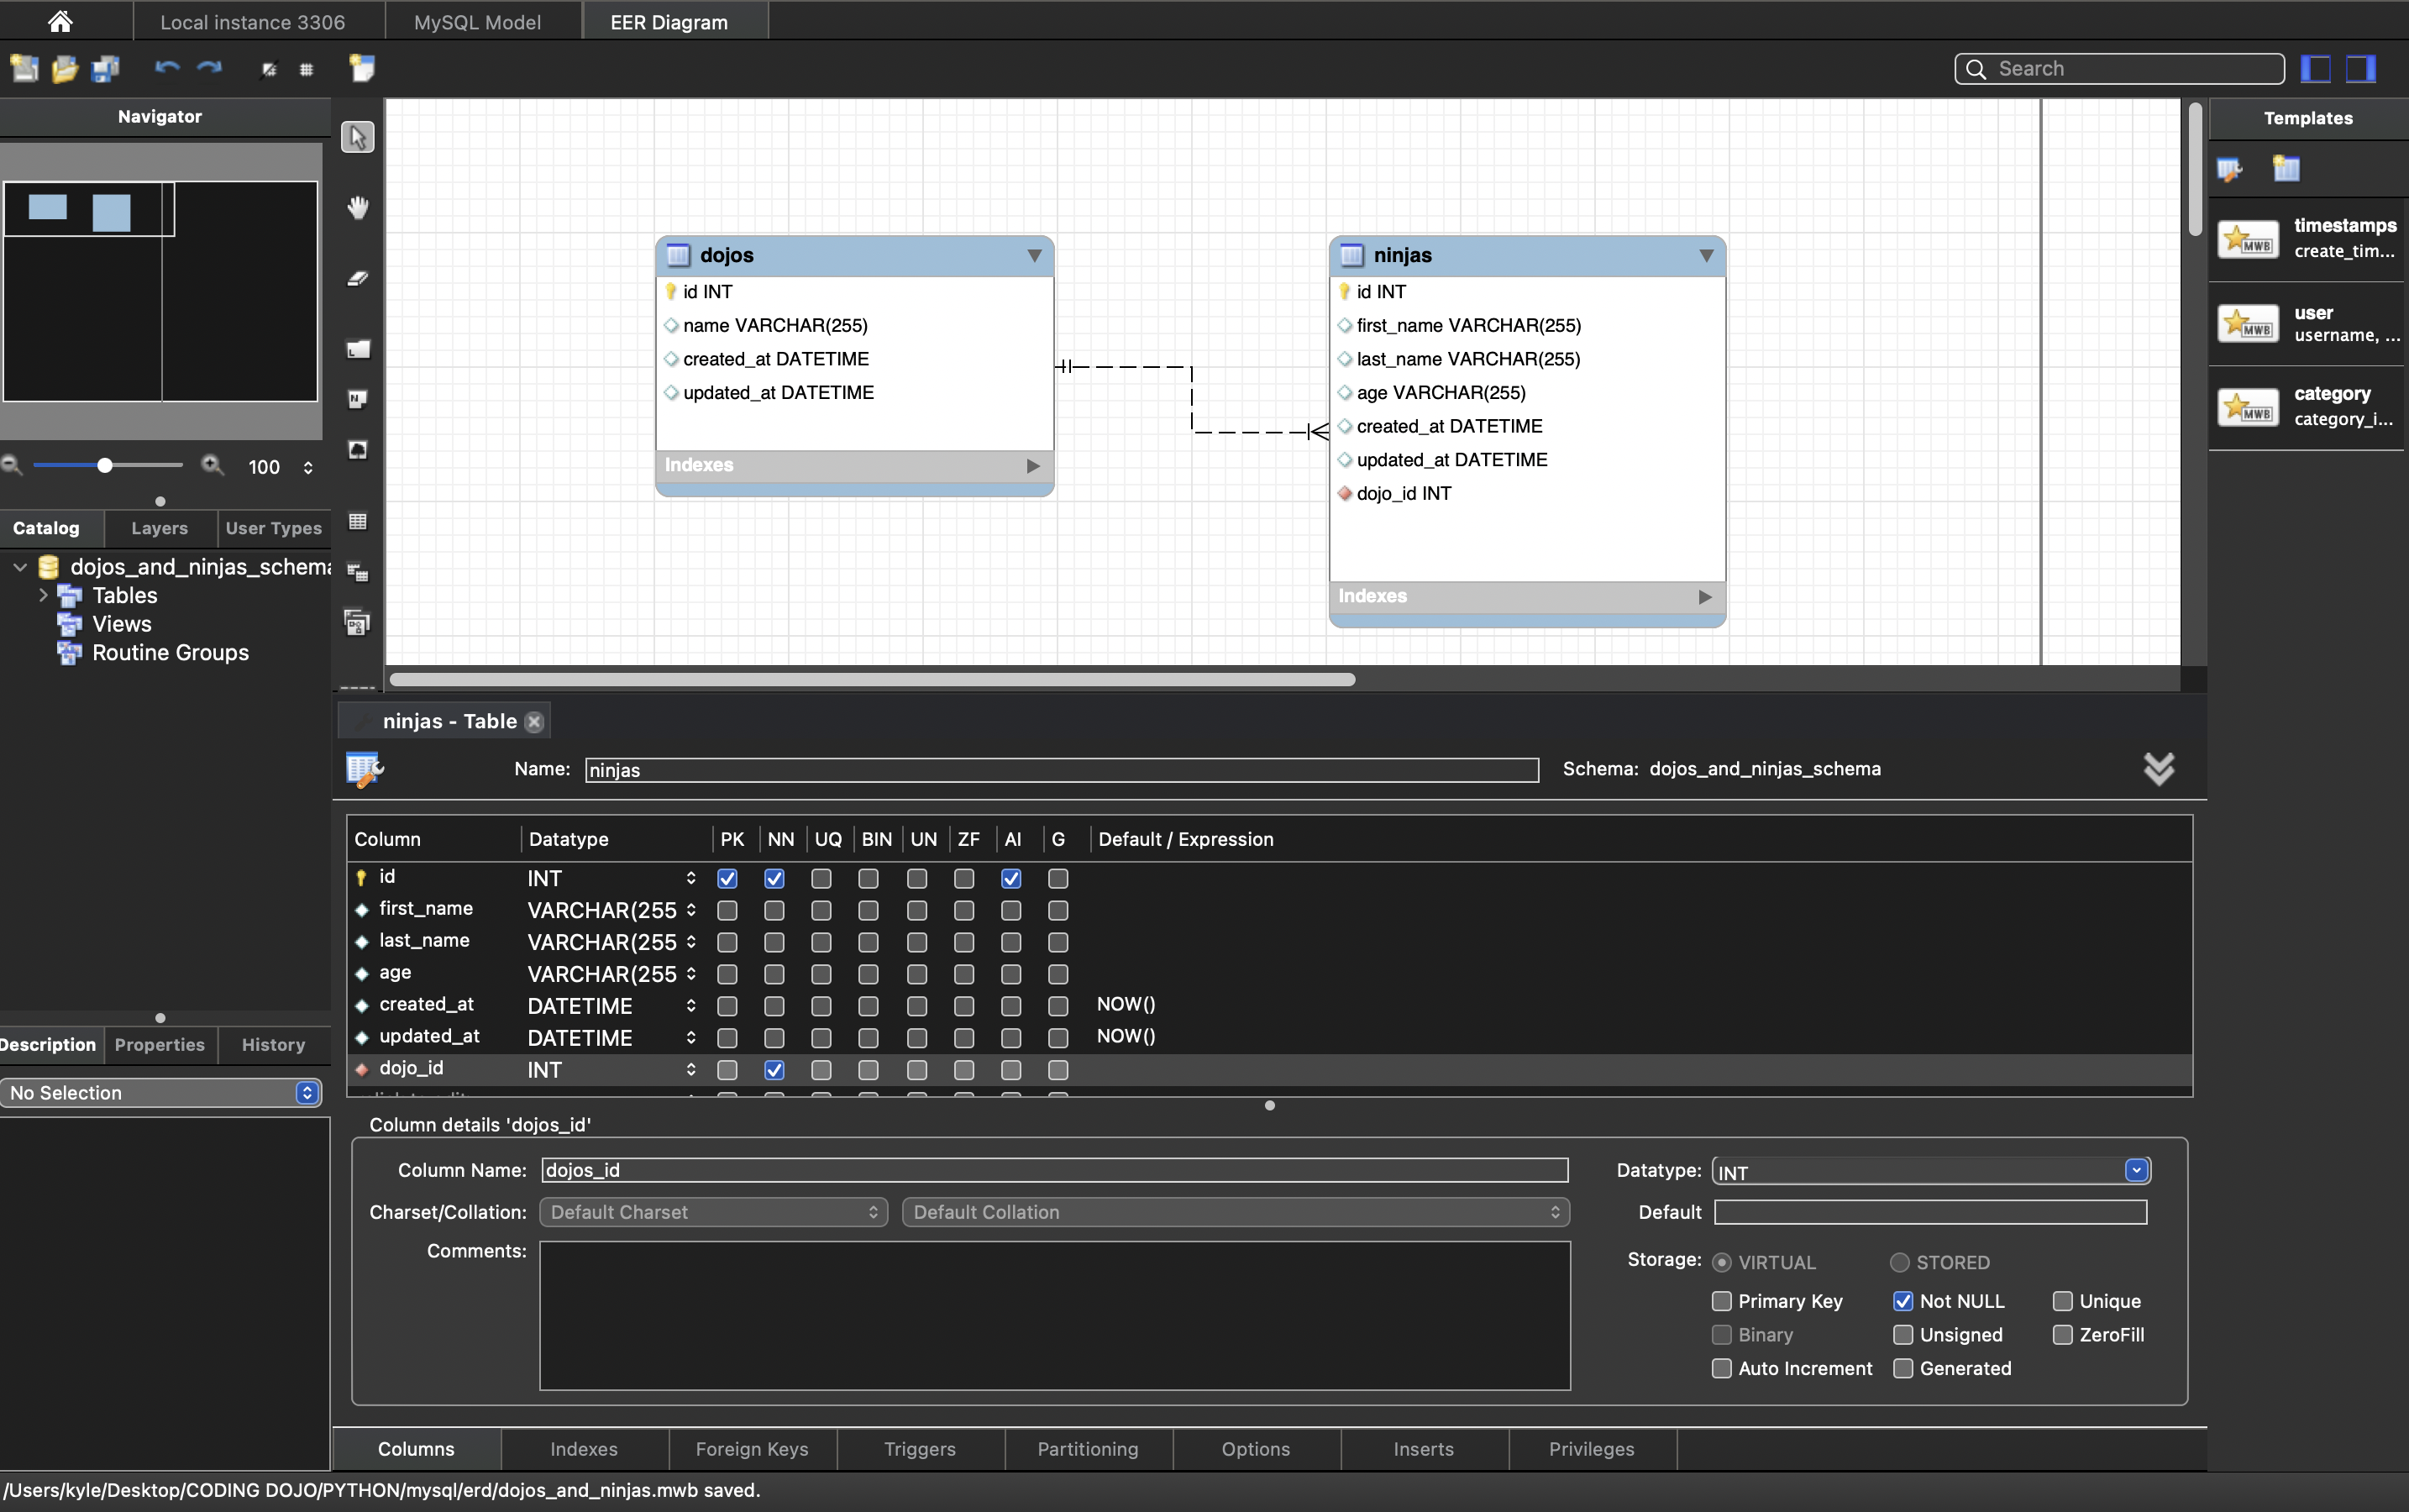 Local instance 3306
MySQL Model
EER Diagram
Search
Navigator
100
Catalog
Layers
User Types
Tables
Views
Routine Groups
Description
Properties
History
No Selection
dojos
id INT
name VARCHAR(255)
created_at DATETIME
updated_at DATETIME
Indexes
ninjas
id INT
first_name VARCHAR(255)
last_name VARCHAR(255)
age VARCHAR(255)
created_at DATETIME
updated_at DATETIME
dojo_id INT
Indexes
Templates
MWB
timestamps
create_tim...
MWB
user
username, ...
MWB
category
category_i...
ninjas - Table
Name: ninjas
Schema: dojos_and_ninjas_schema
Column Datatype PK NN UQ BIN UN ZF AI G Default / Expression
id INT
first_name VARCHAR(255
last_name VARCHAR(255
age VARCHAR(255
created_at DATETIME NOW()
updated_at DATETIME NOW()
dojo_id INT
Column details 'dojos_id'
Column Name: dojos_id
Datatype: INT
Charset/Collation: Default Charset Default Collation
Default
Comments:
Storage: VIRTUAL STORED
Primary Key Not NULL Unique
Binary Unsigned ZeroFill
Auto Increment Generated
Columns Indexes Foreign Keys Triggers Partitioning Options Inserts Privileges
/Users/kyle/Desktop/CODING DOJO/PYTHON/mysql/erd/dojos_and_ninjas.mwb saved.